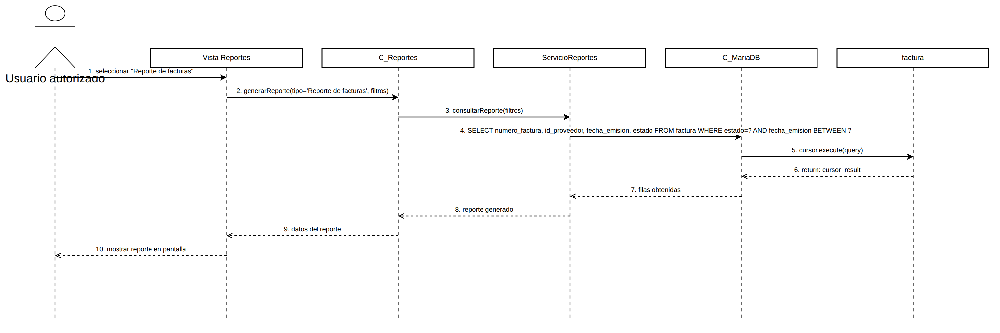 Vista Reportes
C_Reportes
ServicioReportes
C_MariaDB
factura
Usuario autorizado
1. seleccionar "Reporte de facturas"
2. generarReporte(tipo='Reporte de facturas', filtros)
3. consultarReporte(filtros)
4. SELECT numero_factura, id_proveedor, fecha_emision, estado FROM factura WHERE estado=? AND fecha_emision BETWEEN ?
5. cursor.execute(query)
6. return: cursor_result
7. filas obtenidas
8. reporte generado
9. datos del reporte
10. mostrar reporte en pantalla